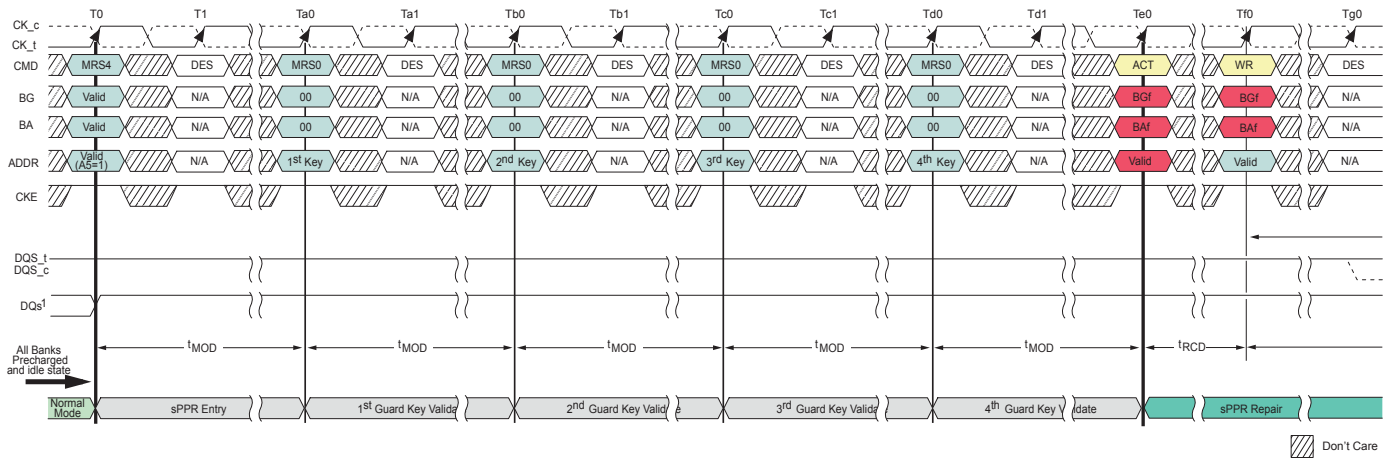 T0 T1 Ta0 Ta1 Tb0 Tb1 Tc0 Tc1 Td0 Td1 Te0 Tf0 Tg0
CK_c
CK_t
CMD MRS4 DES MRS0 DES MRS0 DES MRS0 DES MRS0 DES ACT WR DES
BG Valid N/A 00 N/A 00 N/A 00 N/A 00 N/A BGf BGf N/A
BA Valid N/A 00 N/A 00 N/A 00 N/A 00 N/A BAf BAf N/A
ADDR Valid (A5=1) N/A 1st Key N/A 2nd Key N/A 3rd Key N/A 4th Key N/A Valid Valid N/A
CKE
DQS_t
DQS_c
DQs1
All Banks
Precharged
and idle state
tMOD tMOD tMOD tMOD tMOD tRCD
Normal
Mode
sPPR Entry 1st Guard Key Valida 2nd Guard Key Valid e 3rd Guard Key Valida 4th Guard Key V idate sPPR Repair
Don't Care